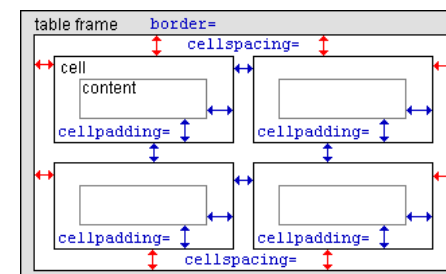 table frame border=
cellspacing=
cell
content
cellpadding= cellpadding=
cellpadding= cellpadding=
cellspacing=